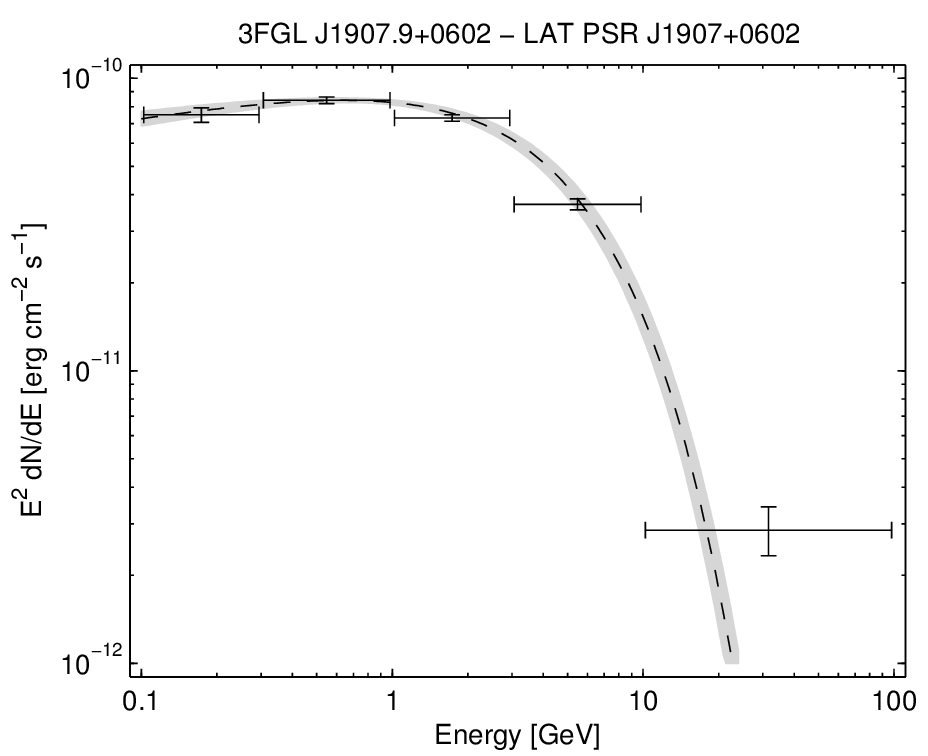 3FGL J1907.9+0602 − LAT PSR J1907+0602
10⁻¹⁰
10⁻¹¹
10⁻¹²
E² dN/dE [erg cm⁻² s⁻¹]
0.1 1 10 100
Energy [GeV]